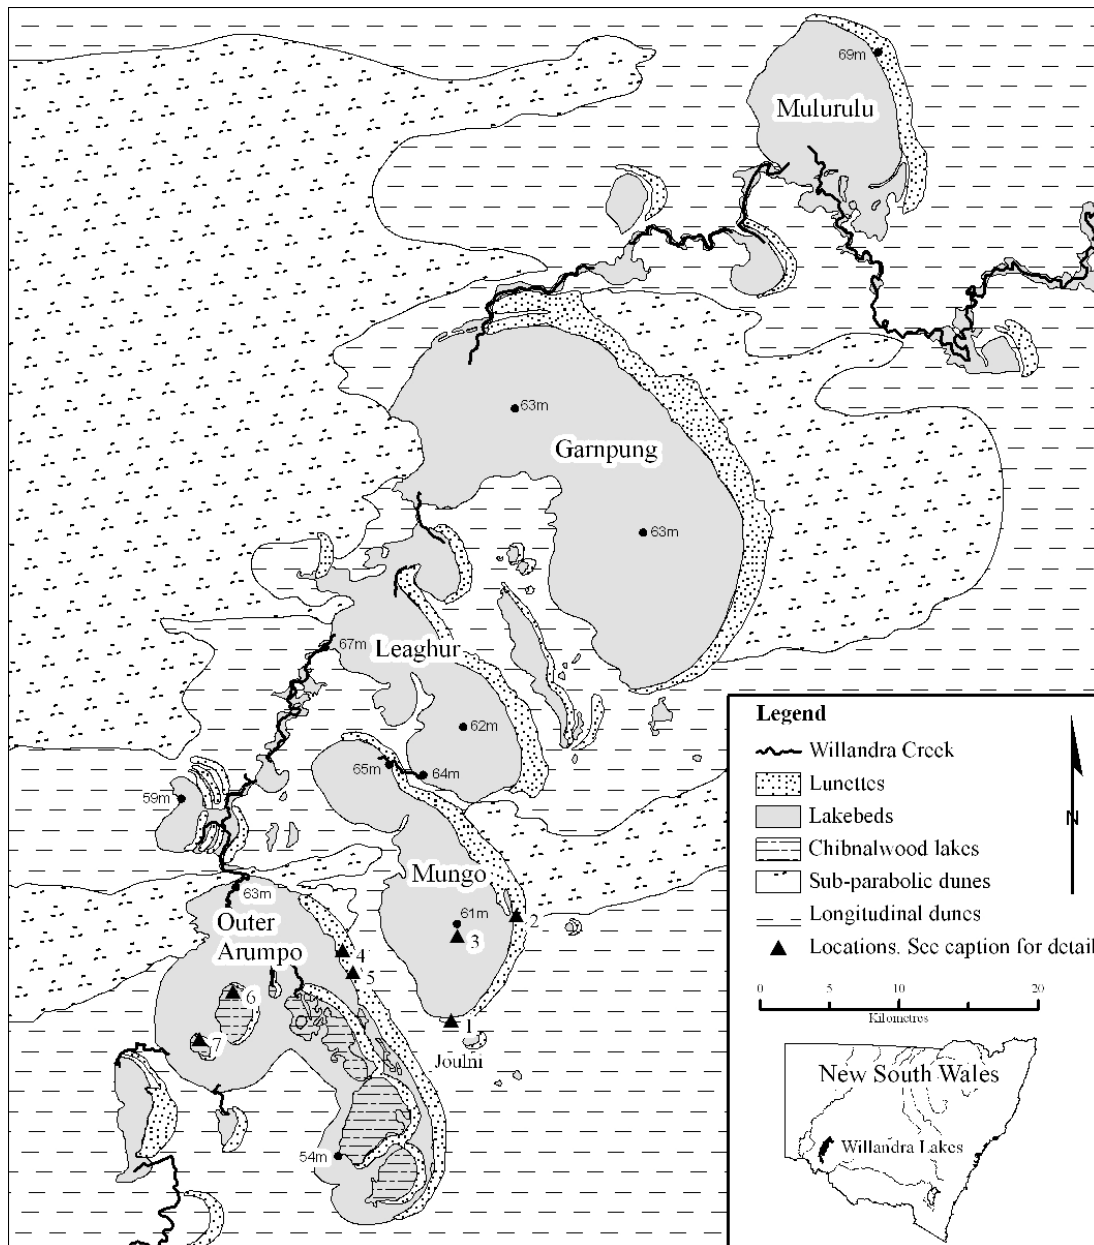 69m
Mulurulu
63m
Garnpung
63m
67m
Leaghur
62m
65m
64m
59m
Mungo
63m
Outer
Arumpo
61m
2
3
4
5
6
7
1
Joulni
54m
Legend
Willandra Creek
Lunettes
Lakebeds
Chibnalwood lakes
Sub-parabolic dunes
Longitudinal dunes
Locations. See caption for detail
N
0 5 10 20
Kilometres
New South Wales
Willandra Lakes